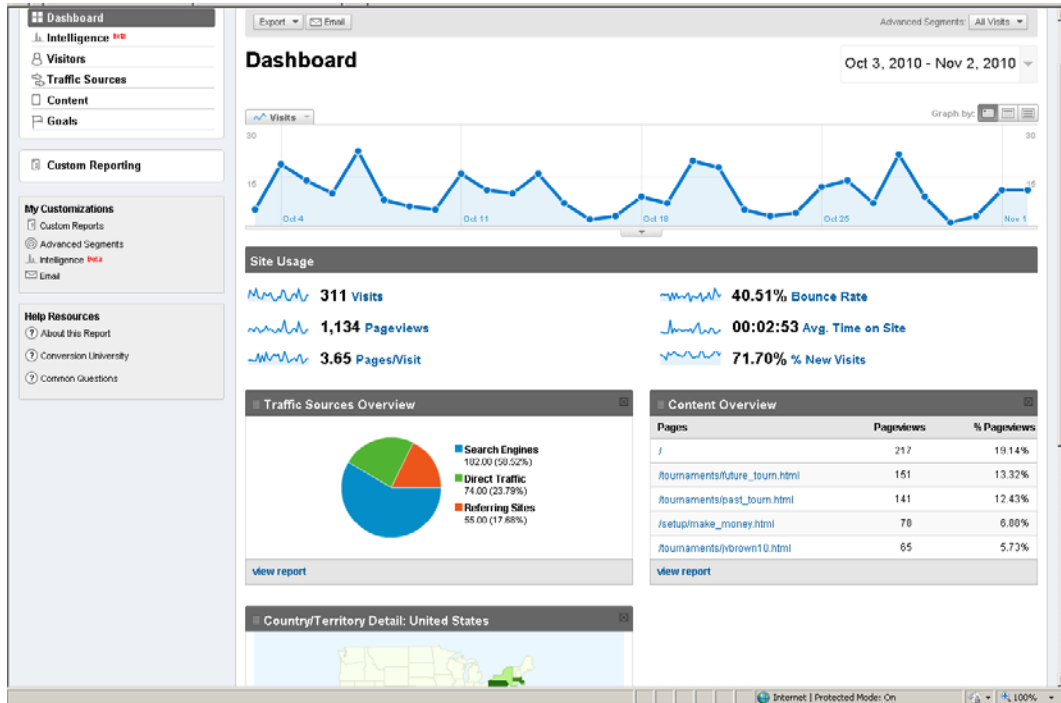 Dashboard
Intelligence Beta
Visitors
Traffic Sources
Content
Goals
Custom Reporting
My Customizations
Custom Reports
Advanced Segments
Intelligence Beta
Email
Help Resources
About this Report
Conversion University
Common Questions
Export Email
Advanced Segments: All Visits
Dashboard
Oct 3, 2010 - Nov 2, 2010
Visits
Graph by:
30 30
15 15
Oct 4 Oct 11 Oct 18 Oct 25 Nov 1
Site Usage
311 Visits
40.51% Bounce Rate
1,134 Pageviews
00:02:53 Avg. Time on Site
3.65 Pages/Visit
71.70% % New Visits
Traffic Sources Overview
Search Engines
182.00 (58.52%)
Direct Traffic
74.00 (23.79%)
Referring Sites
55.00 (17.68%)
view report
Content Overview
Pages Pageviews % Pageviews
/ 217 19.14%
/tournaments/future_tourn.html 151 13.32%
/tournaments/past_tourn.html 141 12.43%
/setup/make_money.html 78 6.88%
/tournaments/jvbrown10.html 65 5.73%
view report
Country/Territory Detail: United States
Internet | Protected Mode: On
100%